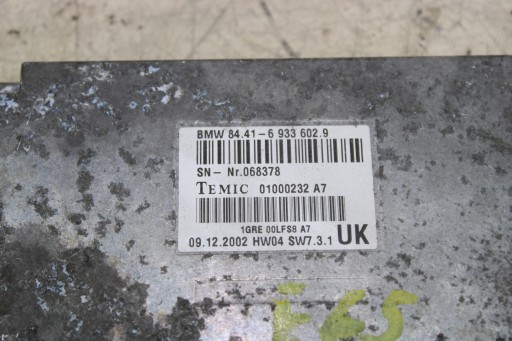 BMW 84.41-6 933 602.9
SN- Nr.068378
TEMIC 01000232 A7
1GRE 00LFS8 A7
09.12.2002 HW04 SW7.3.1 UK
E65